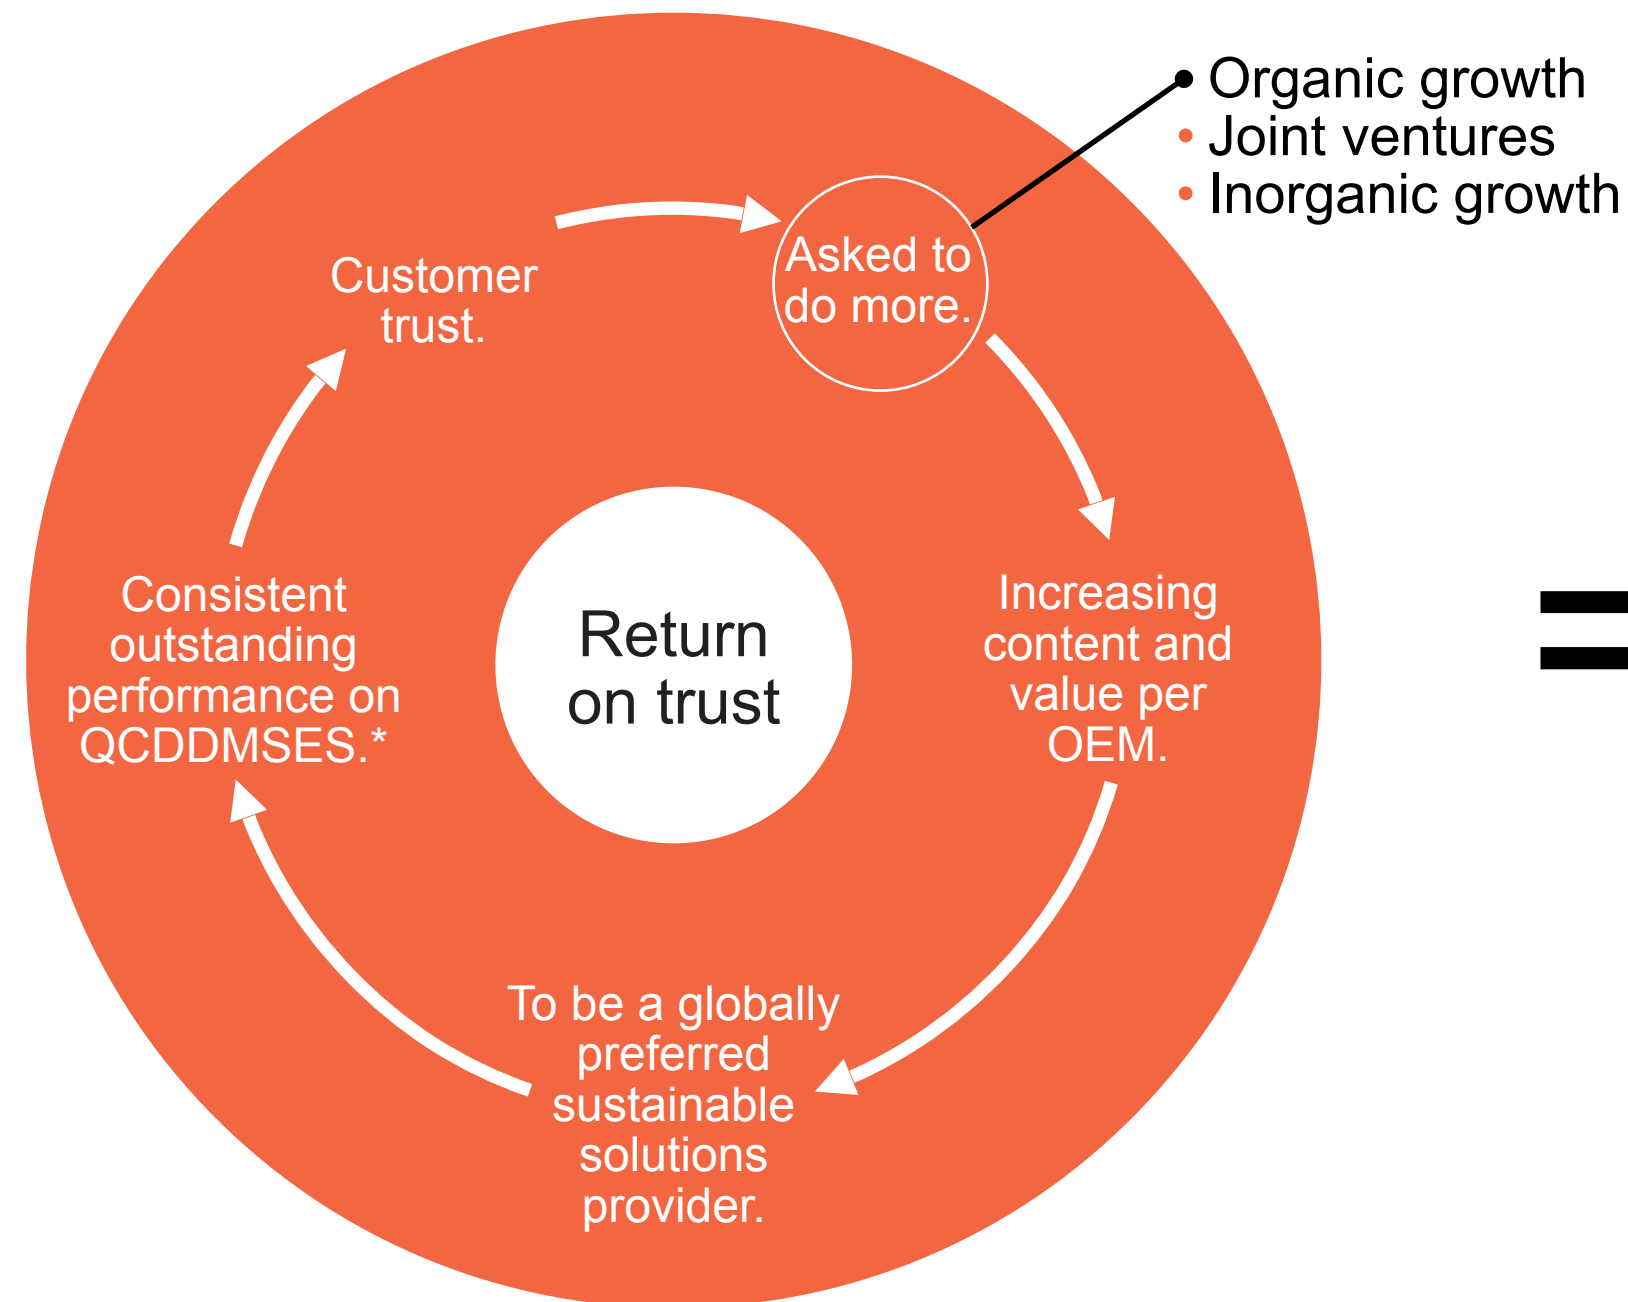 • Organic growth
• Joint ventures
• Inorganic growth
Asked to
do more.
Customer
trust.
Increasing
content and
value per
OEM.
Consistent
outstanding
performance on
QCDDMSES.*
Return
on trust
=
To be a globally
preferred
sustainable
solutions
provider.